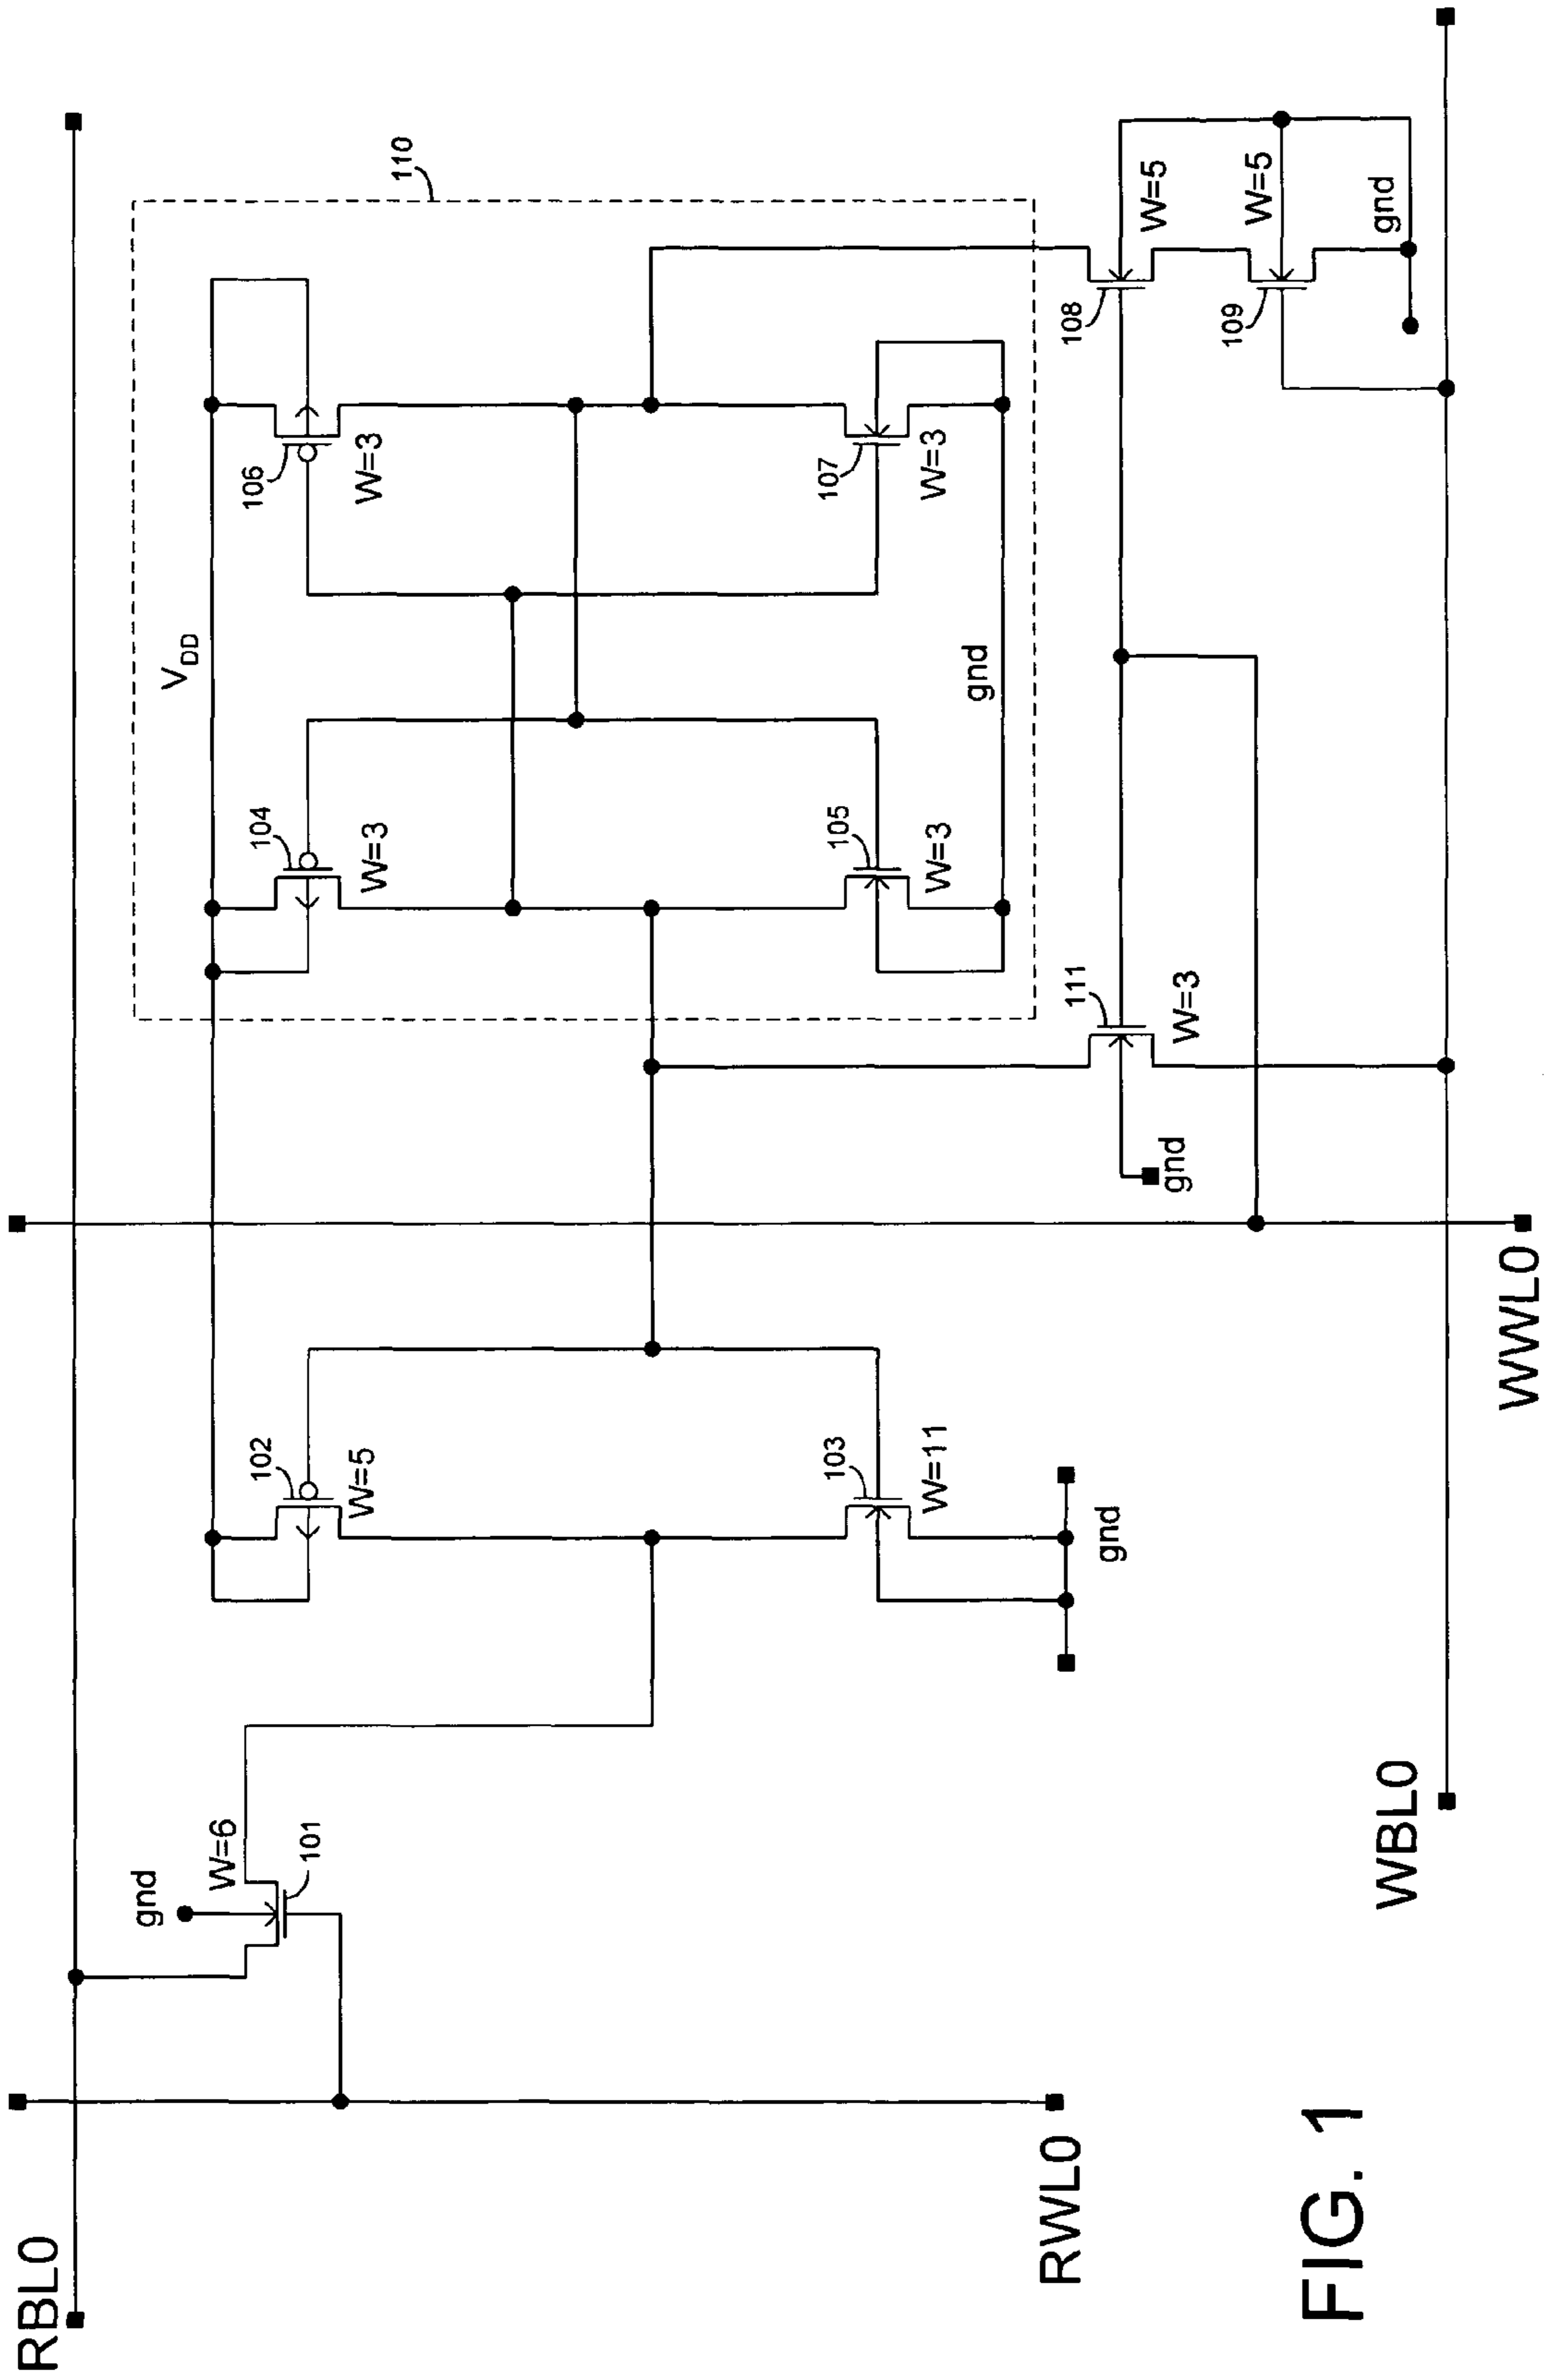 RBL0
110
V_DD
106
W=3
104
W=3
102
W=5
W=6
101
gnd
107
W=3
105
W=3
103
W=11
gnd
gnd
108
W=5
W=5
109
gnd
111
W=3
gnd
RWL0
WWL0
WBL0
FIG. 1